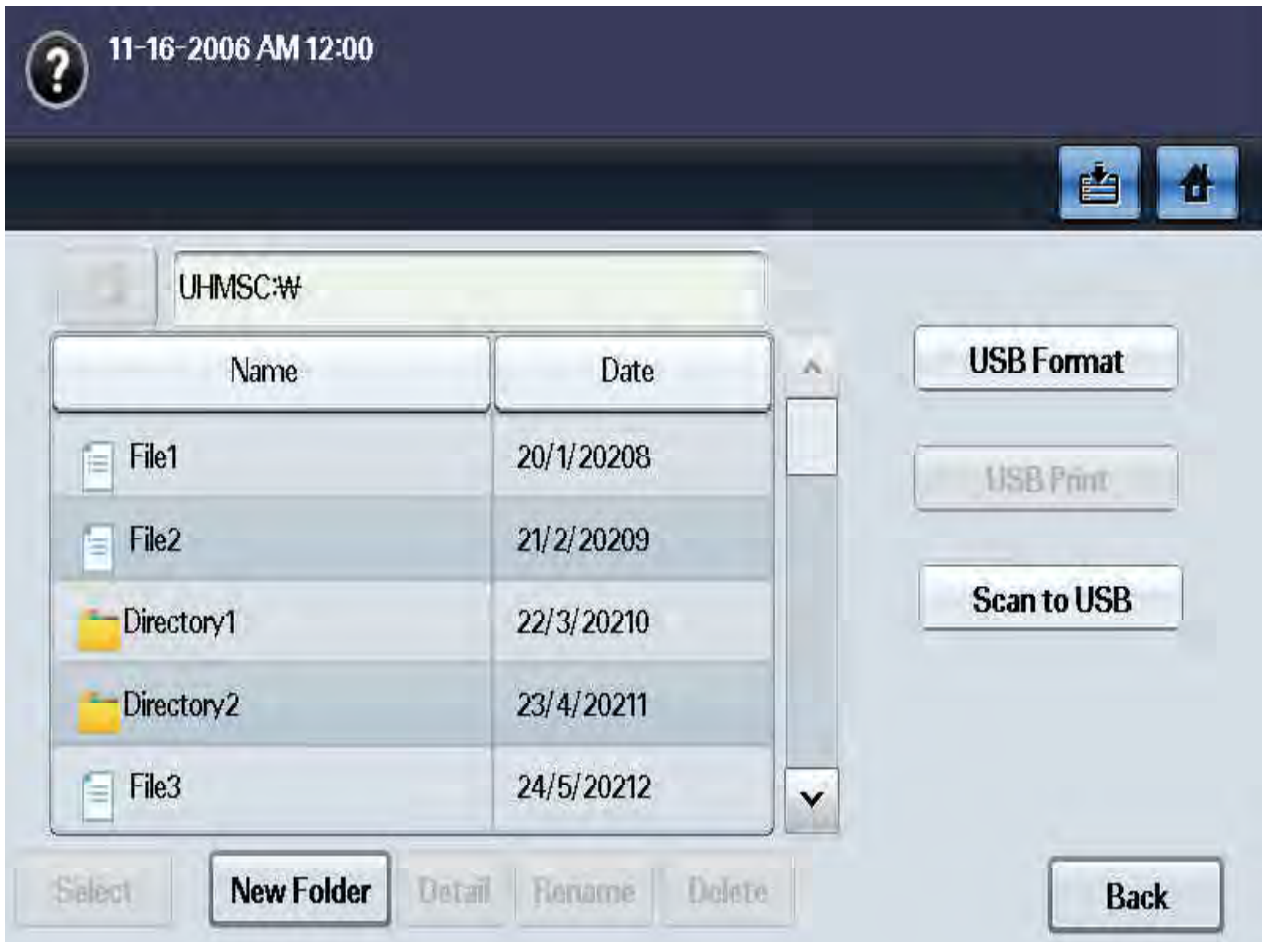 ?
11-16-2006 AM 12:00
UHMSC:₩
Name Date
File1 20/1/20208
File2 21/2/20209
Directory1 22/3/20210
Directory2 23/4/20211
File3 24/5/20212
USB Format
USB Print
Scan to USB
Select New Folder Detail Rename Delete Back